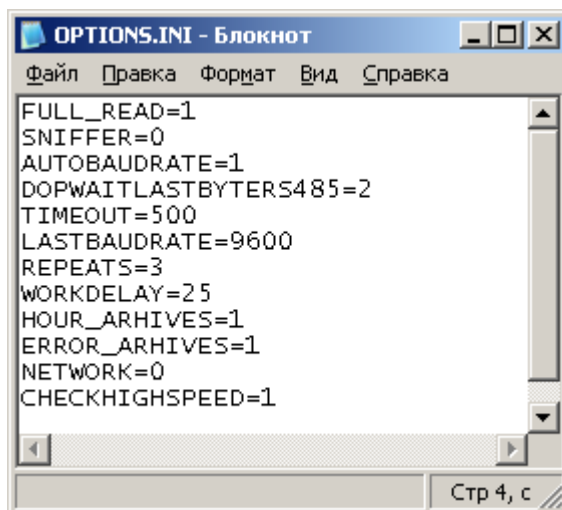 OPTIONS.INI - Блокнот
Файл Правка Формат Вид Справка
FULL_READ=1
SNIFFER=0
AUTOBAUDRATE=1
DOPWAITLASTBYTERS485=2
TIMEOUT=500
LASTBAUDRATE=9600
REPEATS=3
WORKDELAY=25
HOUR_ARHIVES=1
ERROR_ARHIVES=1
NETWORK=0
CHECKHIGHSPEED=1
Стр 4, с